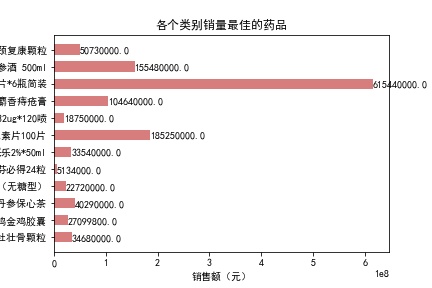 各个类别销量最佳的药品
颈复康颗粒 50730000.0
参酒 500ml 155480000.0
片*6瓶简装 615440000.0
麝香痔疮膏 104640000.0
32ug*120喷 18750000.0
素片100片 185250000.0
乐2%*50ml 33540000.0
芬必得24粒 5134000.0
（无糖型） 22720000.0
丹参保心茶 40290000.0
鸡金鸡胶囊 27099800.0
壮骨颗粒 34680000.0
0 1 2 3 4 5 6
1e8
销售额（元）